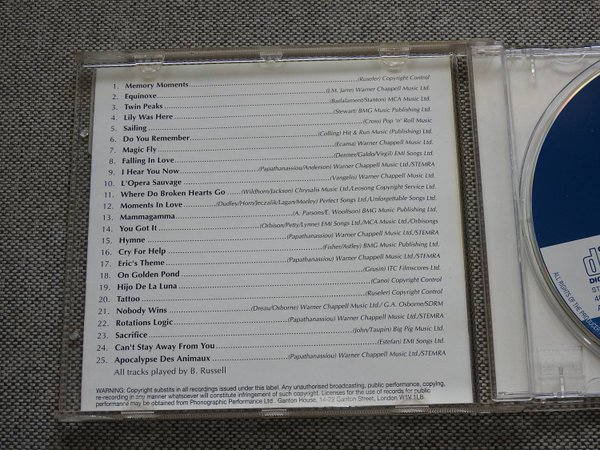 1. Memory Moments (Ruseler) Copyright Control
2. Equinoxe (J.M. Jarre) Warner Chappell Music Ltd.
3. Twin Peaks (Badalament/Stanton) MCA Music Ltd.
4. Lily Was Here (Stewart) BMG Music Publishing Ltd.
5. Sailing (Cross) Pop 'n' Roll Music
6. Do You Remember (Colling) Hit & Run Music (Publishing) Ltd.
7. Magic Fly (Ecama) Warner Chappell Music Ltd.
8. Falling In Love (Dermer/Galdo/Vigil) EMI Songs Ltd.
9. I Hear You Now (Papathanassiou/Anderson) Warner Chappell Music Ltd./STEMRA
10. L'Opera Sauvage (Vangelis) Warner Chappell Music Ltd.
11. Where Do Broken Hearts Go (Wildhorn/Jackson) Chrysalis Music Ltd./Leosong Copyright Service Ltd.
12. Moments In Love (Dudley/Horn/Jeczalik/Lagan/Morley) Perfect Songs Ltd./Unforgettable Songs Ltd.
13. Mammagamma (A. Parsons/E. Woolfson) BMG Music Publishing Ltd.
14. You Got It (Orbison/Petty/Lynne) EMI Songs Ltd./MCA Music Ltd./Orbisongs
15. Hymne (Papathanassiou) Warner Chappell Music Ltd./STEMRA
16. Cry For Help (Fisher/Astley) BMG Music Publishing Ltd.
17. Eric's Theme (Papathanassiou) Warner Chappell Music Ltd./STEMRA
18. On Golden Pond (Grusin) ITC Filmscores Ltd.
19. Hijo De La Luna (Cano) Copyright Control
20. Tattoo (Ruseler) Copyright Control
21. Nobody Wins (Dreau/Osborne) Warner Chappell Music Ltd./ G.A. Osborne/SDRM
22. Rotations Logic (Papathanassiou) Warner Chappell Music Ltd./STEMRA
23. Sacrifice (John/Taupin) Big Pig Music Ltd.
24. Can't Stay Away From You (Estefan) EMI Songs Ltd.
25. Apocalypse Des Animaux (Papathanassiou) Warner Chappell Music Ltd./STEMRA
All tracks played by B. Russell
WARNING: Copyright substists in all recordings issued under this label. Any unauthorised broadcasting, public performance, copying,
re-recording in any matter whatsoever will constitute infringement of such copyright. Licenses for the use of records for public
performance may be obtained from Phonographic Performance Ltd. Ganton House, 14-22 Ganton Street, London W1V 1LB